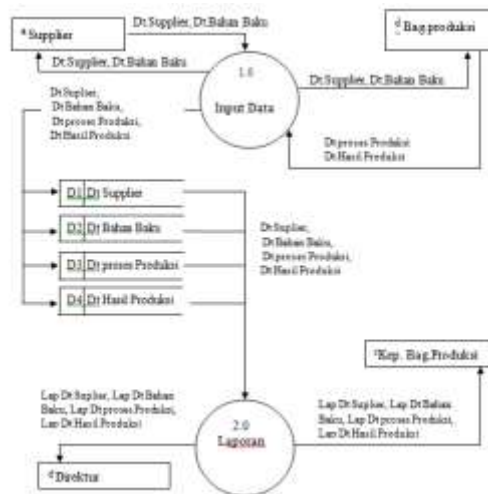 Dt Supplier, Dt Bahan Baku
a Supplier
d Bag.produksi
Dt Supplier, Dt Bahan Baku
1.0
Input Data
Dt Supplier, Dt Bahan Baku
Dt Suplier,
Dt Bahan Baku,
Dt proses Produksi,
Dt Hasil Produksi
Dt proses Produksi
Dt Hasil Produksi
D1 Dt Supplier
D2 Dt Bahan Baku
D3 Dt proses Produksi
D4 Dt Hasil Produksi
Dt Suplier,
Dt Bahan Baku,
Dt proses Produksi,
Dt Hasil Produksi
Kep. Bag.Produksi
Lap Dt Suplier, Lap Dt Bahan
Baku, Lap Dt proses Produksi,
Lap Dt Hasil Produksi
2.0
Laporan
Lap Dt Suplier, Lap Dt Bahan
Baku, Lap Dt proses Produksi,
Lap Dt Hasil Produksi
d Direktur